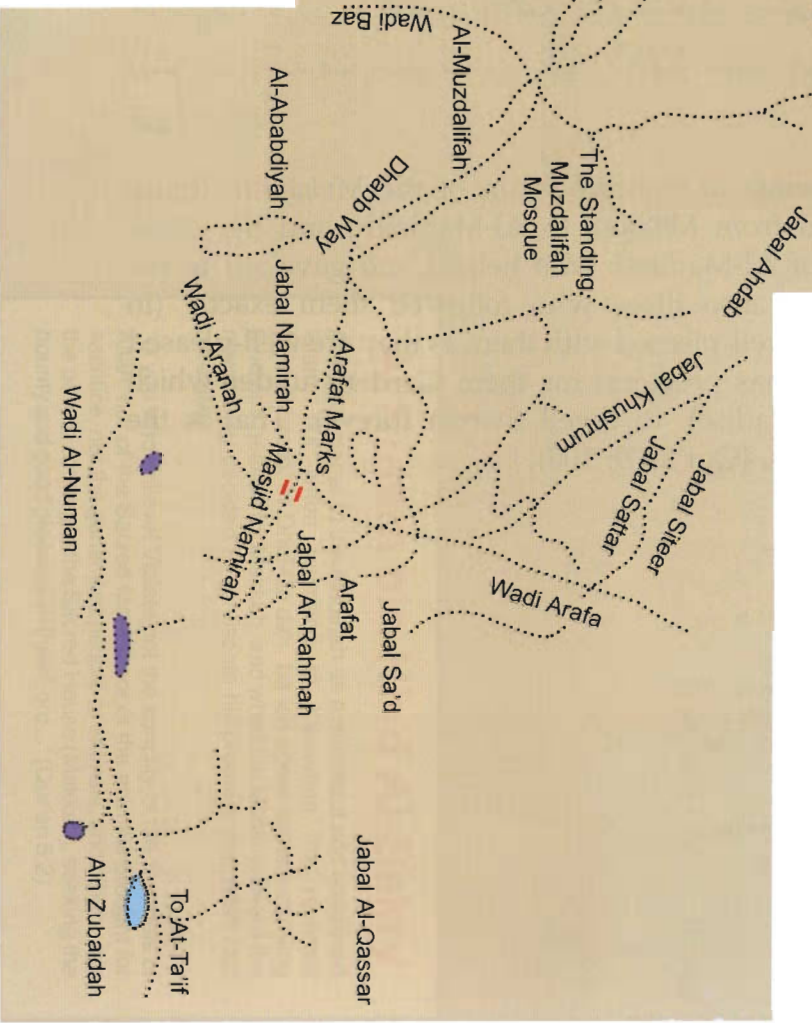 Wadi Baz
Al-Muzdalifah
Al-Ababdiyah
Dhabb Way
The Standing
Muzdalifah
Mosque
Jabal Ahdab
Jabal Namirah
Wadi Aranah
Arafat Marks
Jabal Khushrum
Jabal Sattar
Jabal Siteer
Wadi Al-Numan
Masjid Namirah
Jabal Ar-Rahmah
Arafat
Jabal Sa'd
Wadi Arafa
Jabal Al-Qassar
To At-Ta'if
Ain Zubaidah